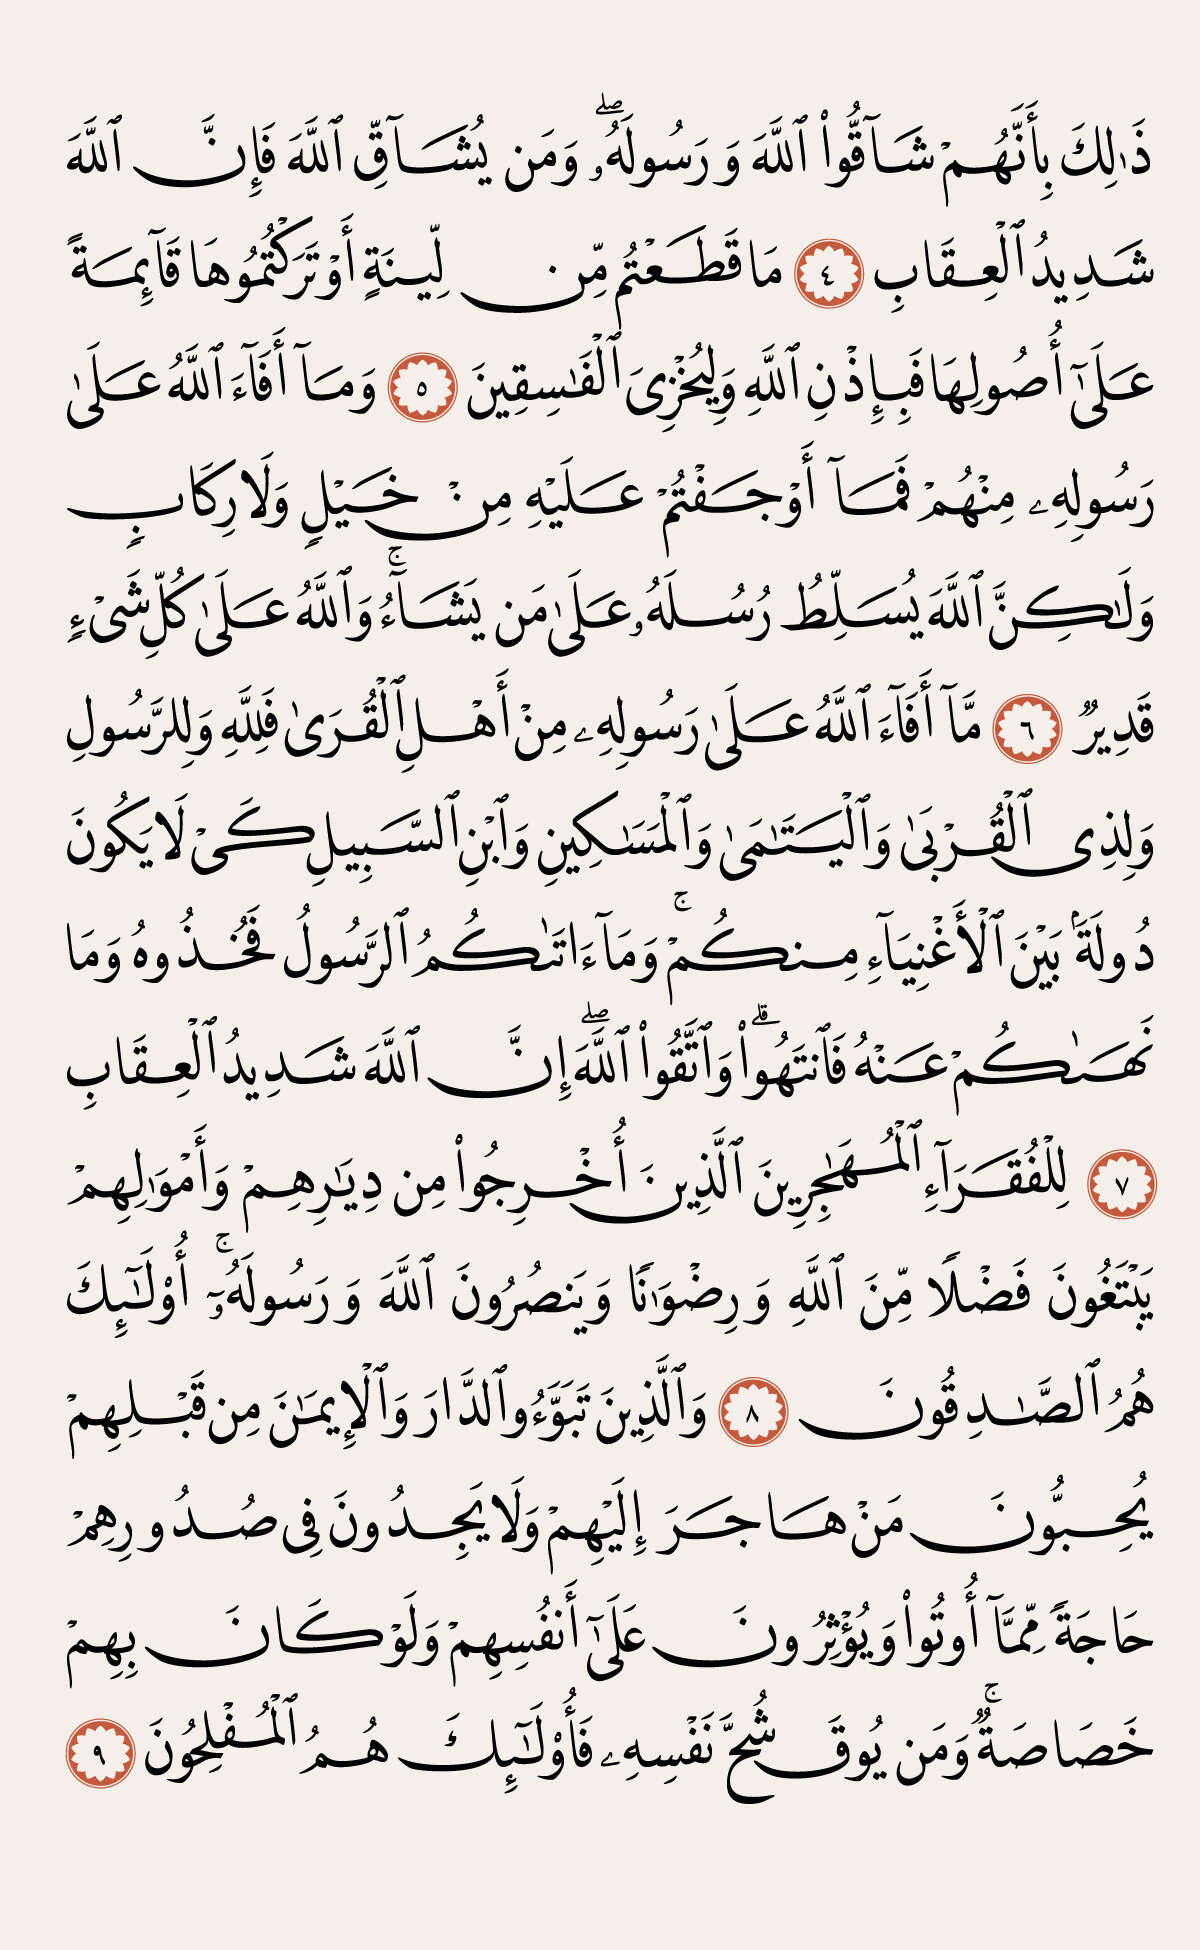 ذَٰلِكَ بِأَنَّهُمْ شَآقُّوا۟ ٱللَّهَ وَرَسُولَهُۥۖ وَمَن يُشَآقِّ ٱللَّهَ فَإِنَّ ٱللَّهَ
شَدِيدُ ٱلْعِقَابِ ٤ مَا قَطَعْتُم مِّن لِّينَةٍ أَوْ تَرَكْتُمُوهَا قَآئِمَةً
عَلَىٰٓ أُصُولِهَا فَبِإِذْنِ ٱللَّهِ وَلِيُخْزِىَ ٱلْفَـٰسِقِينَ ٥ وَمَآ أَفَآءَ ٱللَّهُ عَلَىٰ
رَسُولِهِۦ مِنْهُمْ فَمَآ أَوْجَفْتُمْ عَلَيْهِ مِنْ خَيْلٍ وَلَا رِكَابٍ
وَلَـٰكِنَّ ٱللَّهَ يُسَلِّطُ رُسُلَهُۥ عَلَىٰ مَن يَشَآءُۚ وَٱللَّهُ عَلَىٰ كُلِّ شَىْءٍ
قَدِيرٌ ٦ مَّآ أَفَآءَ ٱللَّهُ عَلَىٰ رَسُولِهِۦ مِنْ أَهْلِ ٱلْقُرَىٰ فَلِلَّهِ وَلِلرَّسُولِ
وَلِذِى ٱلْقُرْبَىٰ وَٱلْيَتَـٰمَىٰ وَٱلْمَسَـٰكِينِ وَٱبْنِ ٱلسَّبِيلِ كَىْ لَا يَكُونَ
دُولَةًۢ بَيْنَ ٱلْأَغْنِيَآءِ مِنكُمْۚ وَمَآ ءَاتَىٰكُمُ ٱلرَّسُولُ فَخُذُوهُ وَمَا
نَهَىٰكُمْ عَنْهُ فَٱنتَهُوا۟ۚ وَٱتَّقُوا۟ ٱللَّهَۖ إِنَّ ٱللَّهَ شَدِيدُ ٱلْعِقَابِ
٧ لِلْفُقَرَآءِ ٱلْمُهَـٰجِرِينَ ٱلَّذِينَ أُخْرِجُوا۟ مِن دِيَـٰرِهِمْ وَأَمْوَٰلِهِمْ
يَبْتَغُونَ فَضْلًا مِّنَ ٱللَّهِ وَرِضْوَٰنًا وَيَنصُرُونَ ٱللَّهَ وَرَسُولَهُۥٓۚ أُو۟لَـٰٓئِكَ
هُمُ ٱلصَّـٰدِقُونَ ٨ وَٱلَّذِينَ تَبَوَّءُو ٱلدَّارَ وَٱلْإِيمَـٰنَ مِن قَبْلِهِمْ
يُحِبُّونَ مَنْ هَاجَرَ إِلَيْهِمْ وَلَا يَجِدُونَ فِى صُدُورِهِمْ
حَاجَةً مِّمَّآ أُوتُوا۟ وَيُؤْثِرُونَ عَلَىٰٓ أَنفُسِهِمْ وَلَوْ كَانَ بِهِمْ
خَصَاصَةٌۚ وَمَن يُوقَ شُحَّ نَفْسِهِۦ فَأُو۟لَـٰٓئِكَ هُمُ ٱلْمُفْلِحُونَ ٩